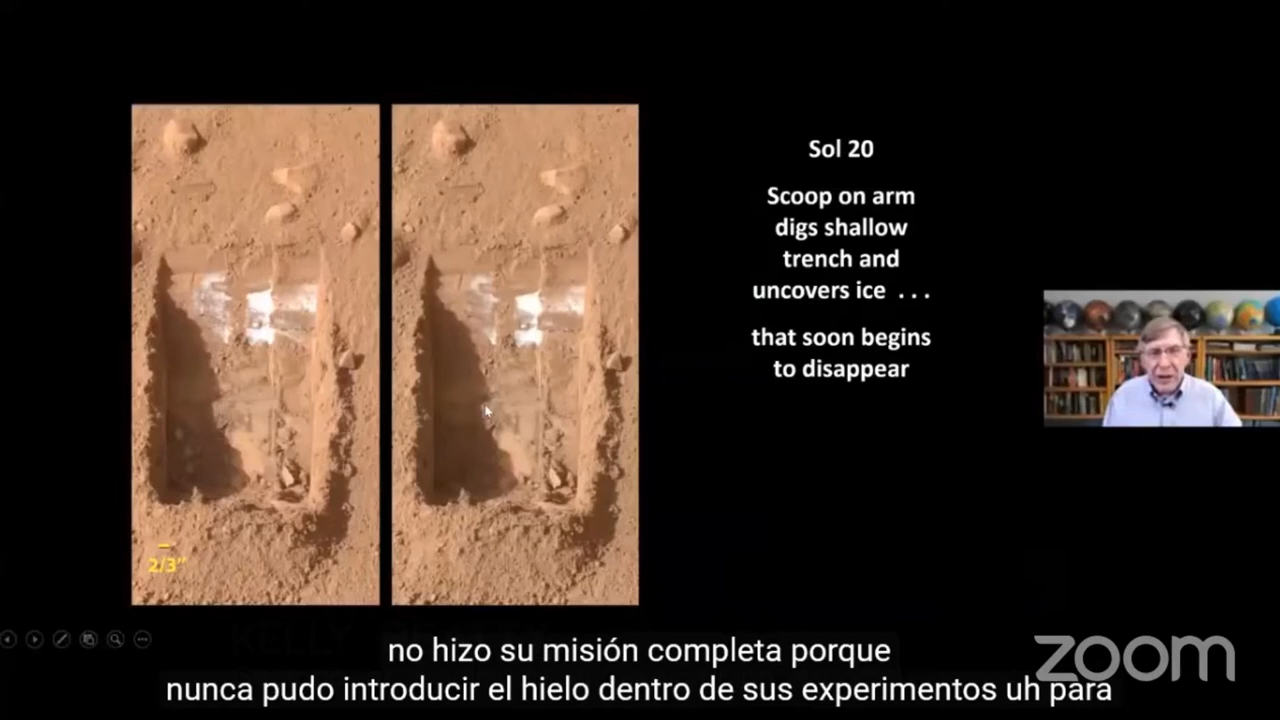 Sol 20
Scoop on arm
digs shallow
trench and
uncovers ice . . .
that soon begins
to disappear
2/3”
KELLY
no hizo su misión completa porque
nunca pudo introducir el hielo dentro de sus experimentos uh para
zoom